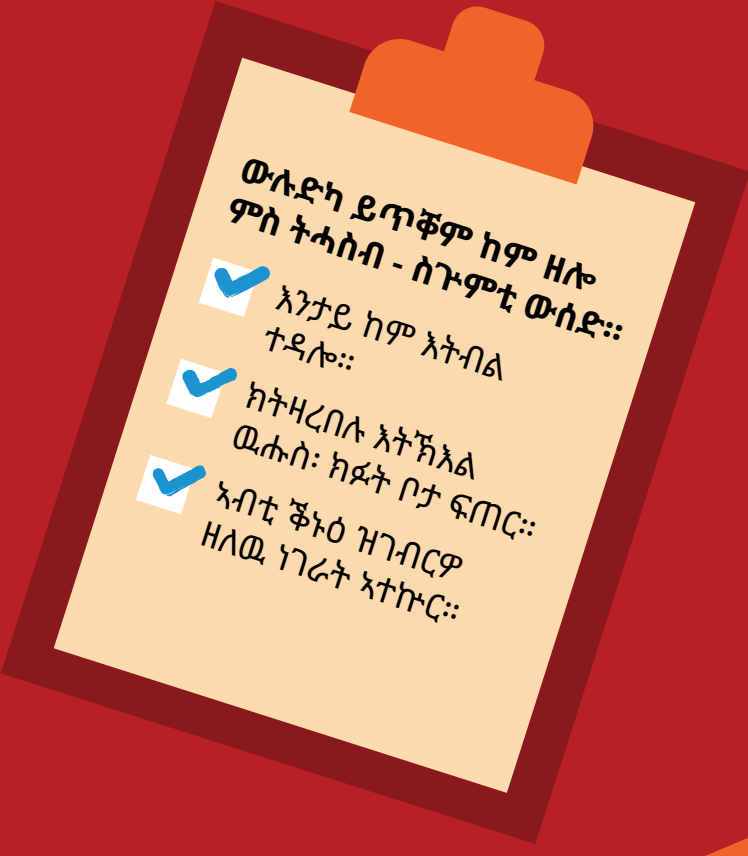 ውሉድካ ይጥቐም ከም ዘሎ
ምስ ትሓስብ - ስጉምቲ ውሰድ።
እንታይ ከም እትብል
ተዳሎ።
ክትዛረበሉ እትኽእል
ዉሑስ፡ ክፉት ቦታ ፍጠር።
ኣብቲ ቕኑዕ ዝገብርዎ
ዘለዉ ነገራት ኣተኩር።